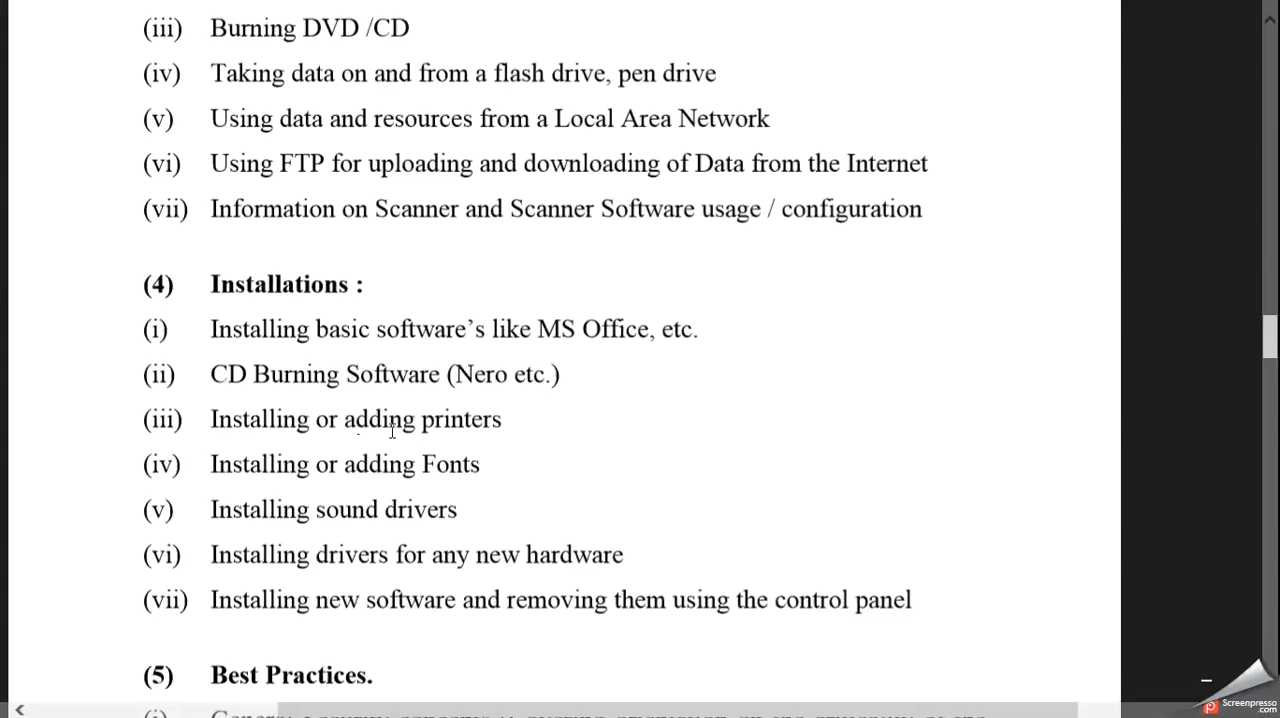 (iii) Burning DVD /CD
(iv) Taking data on and from a flash drive, pen drive
(v) Using data and resources from a Local Area Network
(vi) Using FTP for uploading and downloading of Data from the Internet
(vii) Information on Scanner and Scanner Software usage / configuration
(4) Installations :
(i) Installing basic software’s like MS Office, etc.
(ii) CD Burning Software (Nero etc.)
(iii) Installing or adding printers
(iv) Installing or adding Fonts
(v) Installing sound drivers
(vi) Installing drivers for any new hardware
(vii) Installing new software and removing them using the control panel
(5) Best Practices.
(i)
Screenpresso
.com